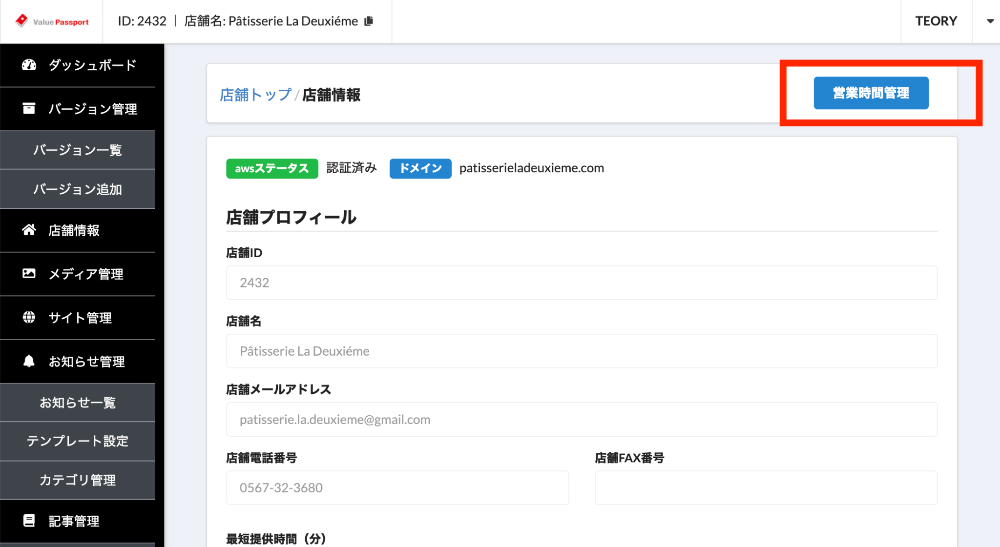 Value Passport
ID: 2432 | 店舗名: Pâtisserie La Deuxiéme
TEORY
ダッシュボード
バージョン管理
バージョン一覧
バージョン追加
店舗情報
メディア管理
サイト管理
お知らせ管理
お知らせ一覧
テンプレート設定
カテゴリ管理
記事管理
店舗トップ / 店舗情報
営業時間管理
awsステータス 認証済み ドメイン patisserieladeuxieme.com
店舗プロフィール
店舗ID
2432
店舗名
Pâtisserie La Deuxiéme
店舗メールアドレス
patisserie.la.deuxieme@gmail.com
店舗電話番号
0567-32-3680
店舗FAX番号
最短提供時間（分）